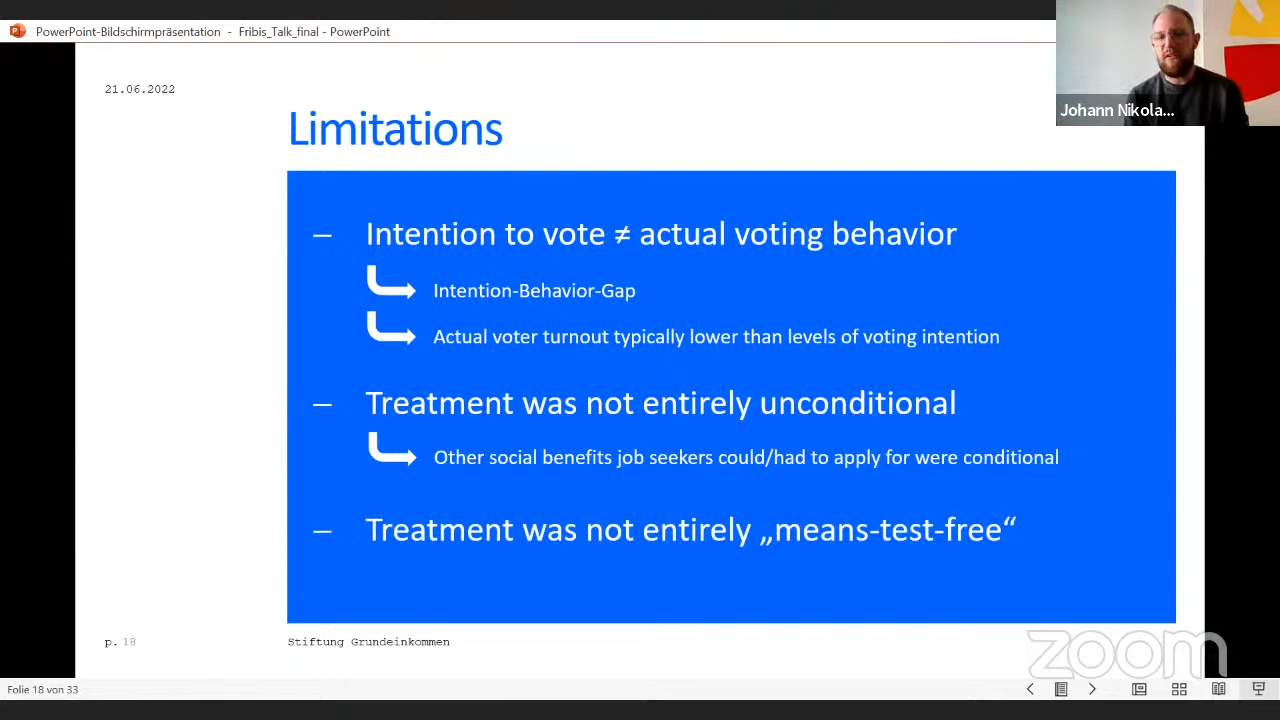 PowerPoint-Bildschirmpräsentation - Fribis_Talk_final - PowerPoint
Johann Nikola...
21.06.2022
Limitations
– Intention to vote ≠ actual voting behavior
Intention-Behavior-Gap
Actual voter turnout typically lower than levels of voting intention
– Treatment was not entirely unconditional
Other social benefits job seekers could/had to apply for were conditional
– Treatment was not entirely „means-test-free“
p. 18
Stiftung Grundeinkommen
zoom
Folie 18 von 33